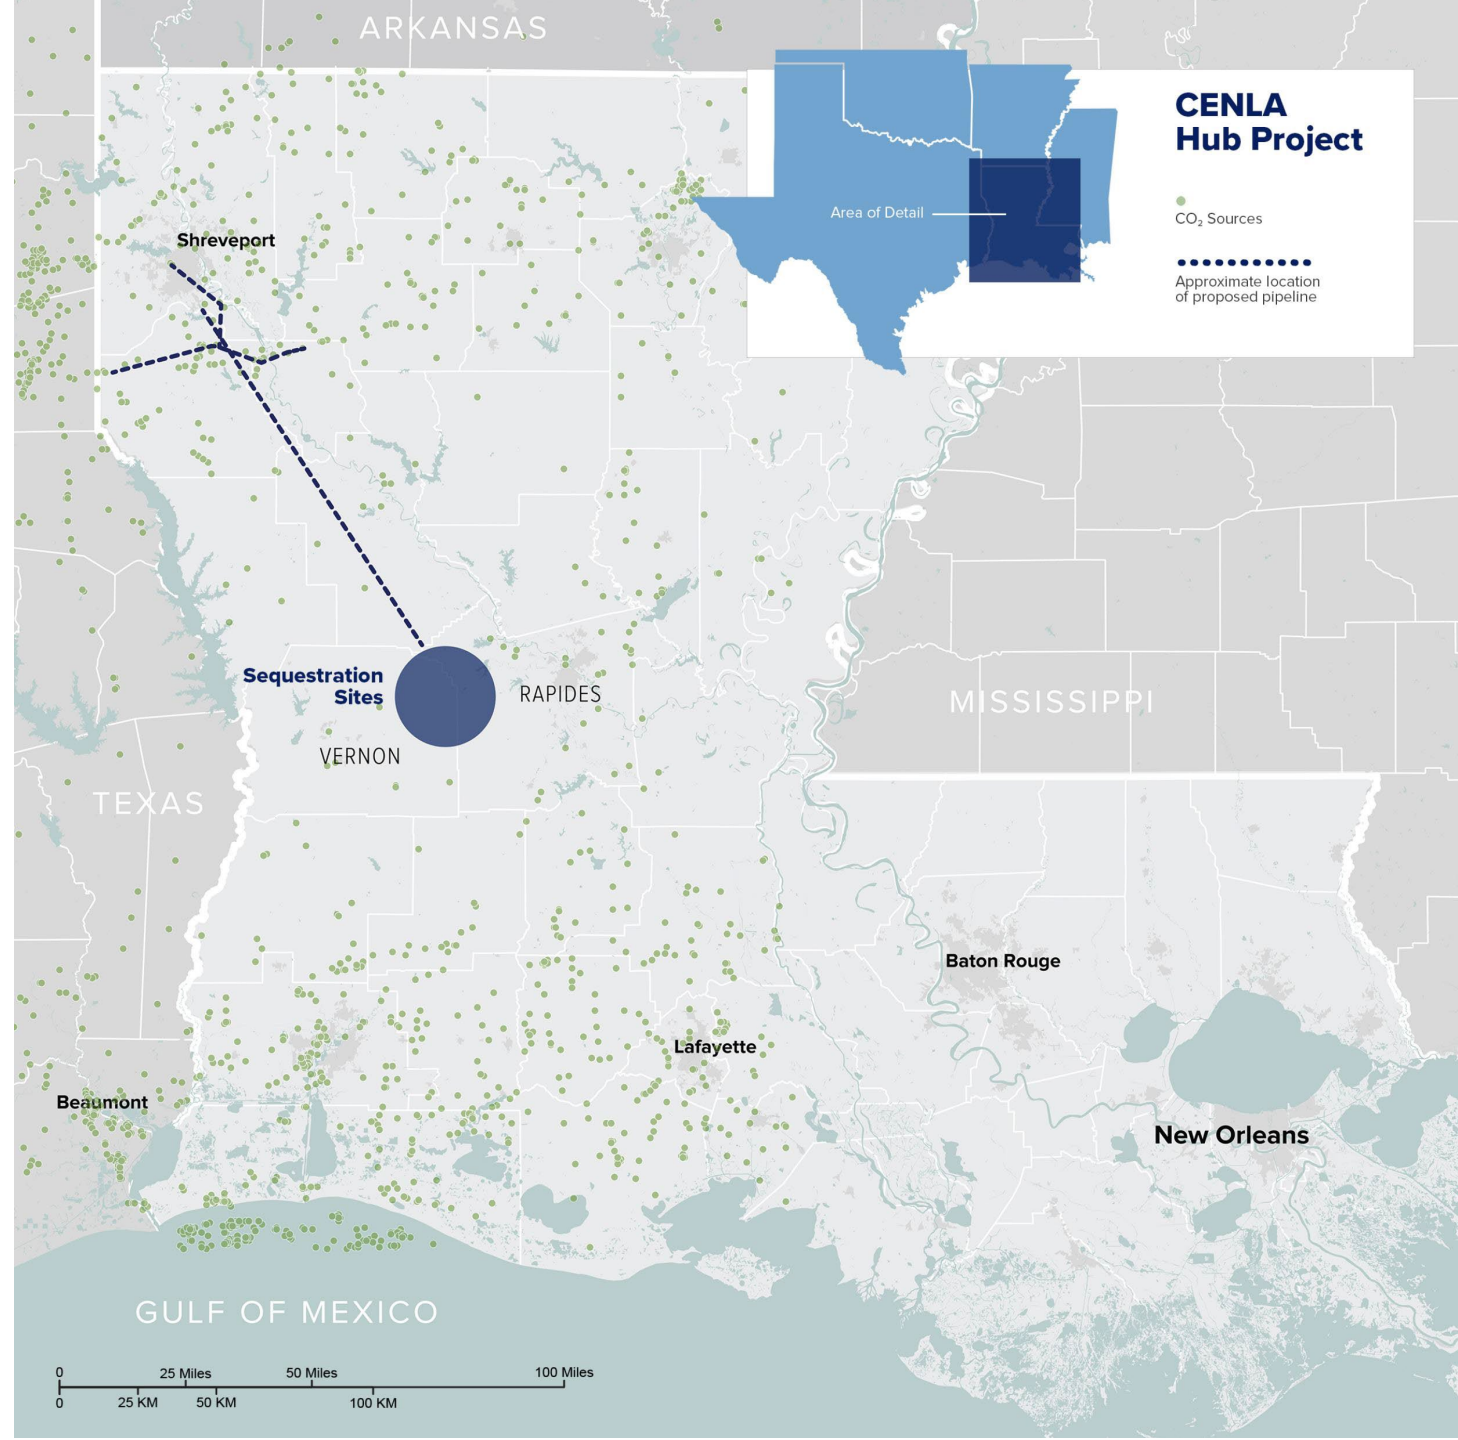 ARKANSAS
CENLA
Hub Project
CO₂ Sources
Approximate location
of proposed pipeline
Area of Detail
Shreveport
Sequestration
Sites
RAPIDES
VERNON
MISSISSIPPI
TEXAS
Baton Rouge
Lafayette
Beaumont
New Orleans
GULF OF MEXICO
0 25 Miles 50 Miles 100 Miles
0 25 KM 50 KM 100 KM